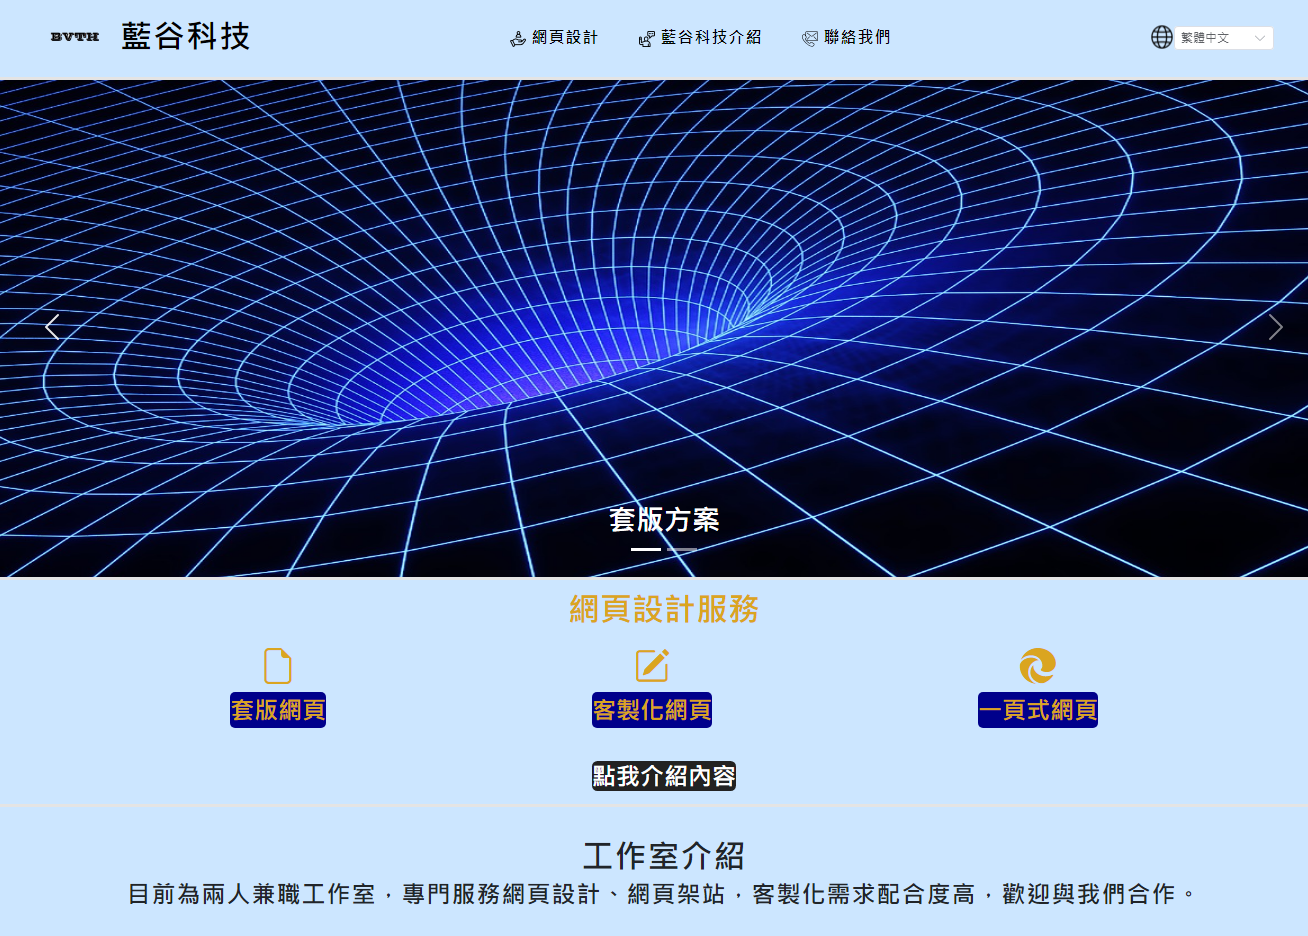 BVTH 藍谷科技 網頁設計 藍谷科技介紹 聯絡我們 繁體中文
套版方案
網頁設計服務
套版網頁 客製化網頁 一頁式網頁
點我介紹內容
工作室介紹
目前為兩人兼職工作室，專門服務網頁設計、網頁架站，客製化需求配合度高，歡迎與我們合作。